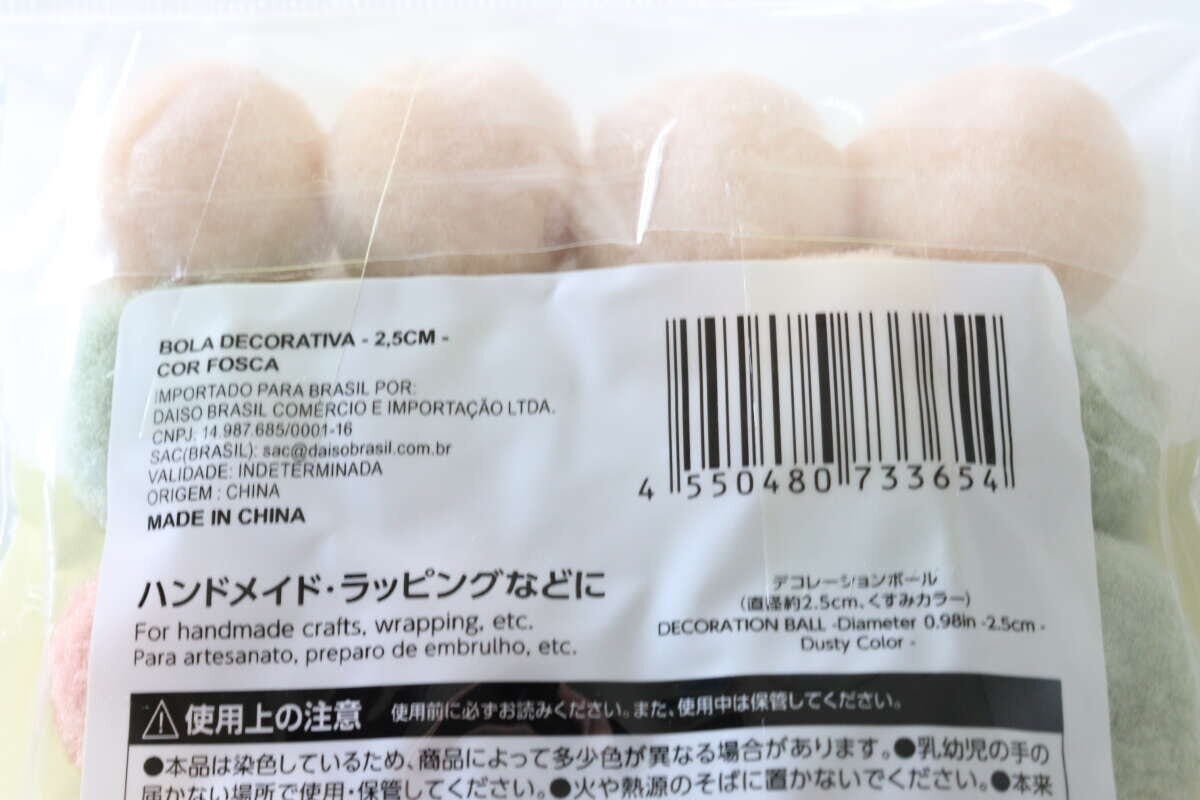 BOLA DECORATIVA - 2,5CM -
COR FOSCA
IMPORTADO PARA BRASIL POR:
DAISO BRASIL COMÉRCIO E IMPORTAÇÃO LTDA.
CNPJ: 14.987.685/0001-16
SAC(BRASIL): sac@daisobrasil.com.br
VALIDADE: INDETERMINADA
ORIGEM : CHINA
MADE IN CHINA
4 550480 733654
ハンドメイド・ラッピングなどに
For handmade crafts, wrapping, etc.
Para artesanato, preparo de embrulho, etc.
デコレーションボール
(直径約2.5cm、くすみカラー)
DECORATION BALL -Diameter 0.98in -2.5cm -
Dusty Color -
使用上の注意 使用前に必ずお読みください。また、使用中は保管してください。
●本品は染色しているため、商品によって多少色が異なる場合があります。●乳幼児の手の
届かない場所で使用・保管してください。●火や熱源のそばに置かないでください。●本来